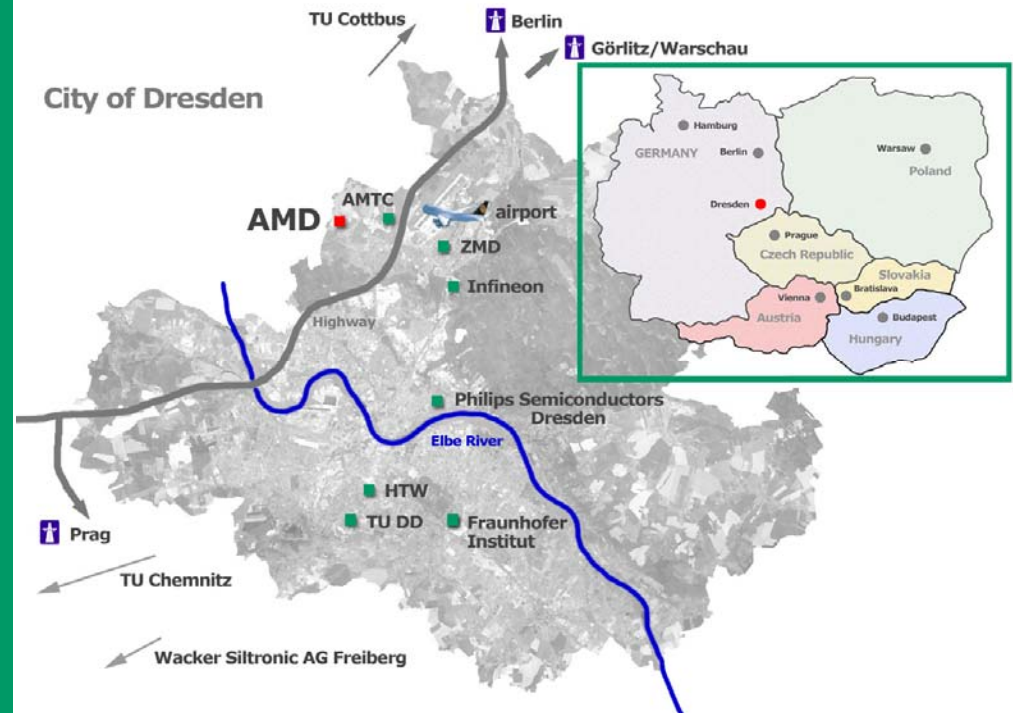 TU Cottbus
Berlin
Görlitz/Warschau
City of Dresden
Hamburg
GERMANY
Berlin
Warsaw
Poland
Dresden
Prague
Czech Republic
Slovakia
Vienna
Bratislava
Austria
Budapest
Hungary
AMTC
AMD
airport
ZMD
Infineon
Highway
Philips Semiconductors
Dresden
Elbe River
HTW
TU DD
Fraunhofer
Institut
Prag
TU Chemnitz
Wacker Siltronic AG Freiberg